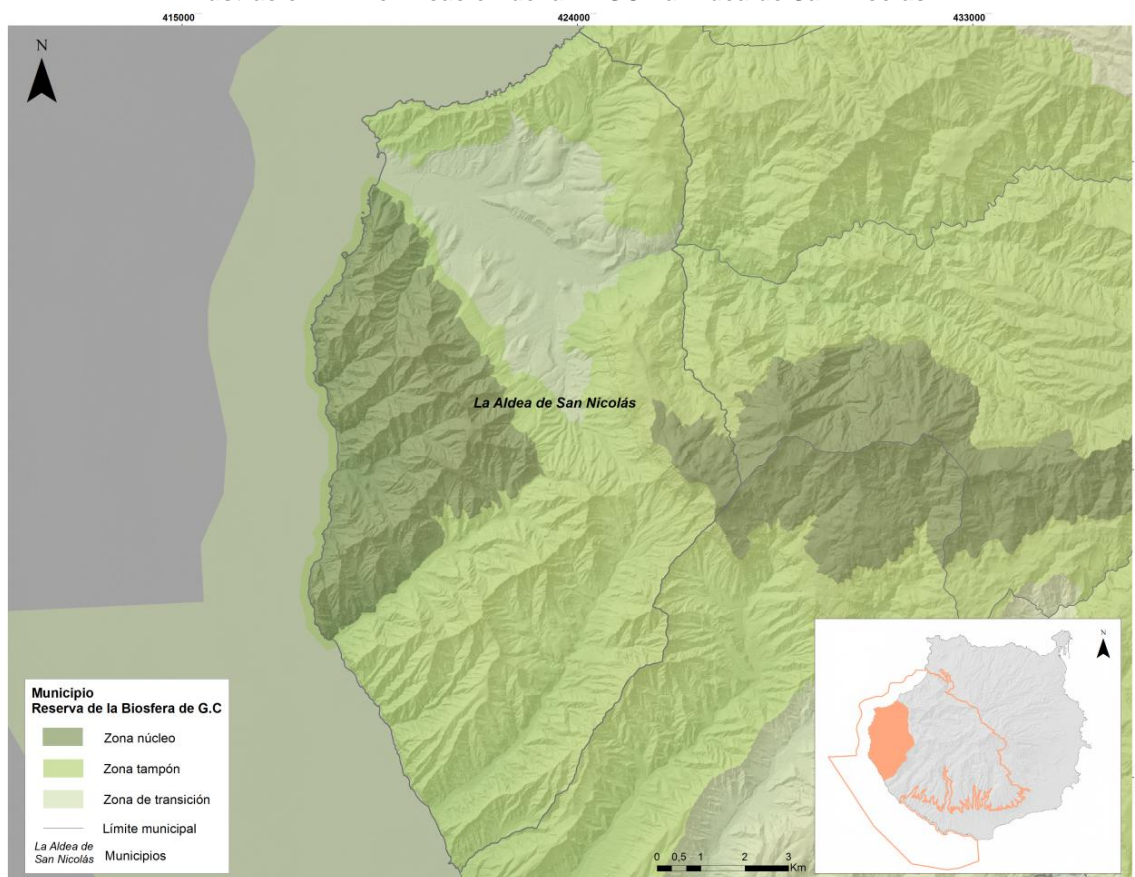 415000
424000
433000
N
La Aldea de San Nicolás
Municipio
Reserva de la Biosfera de G.C
Zona núcleo
Zona tampón
Zona de transición
Límite municipal
La Aldea de
San Nicolás
Municipios
0 0,5 1 2 3
Km
N